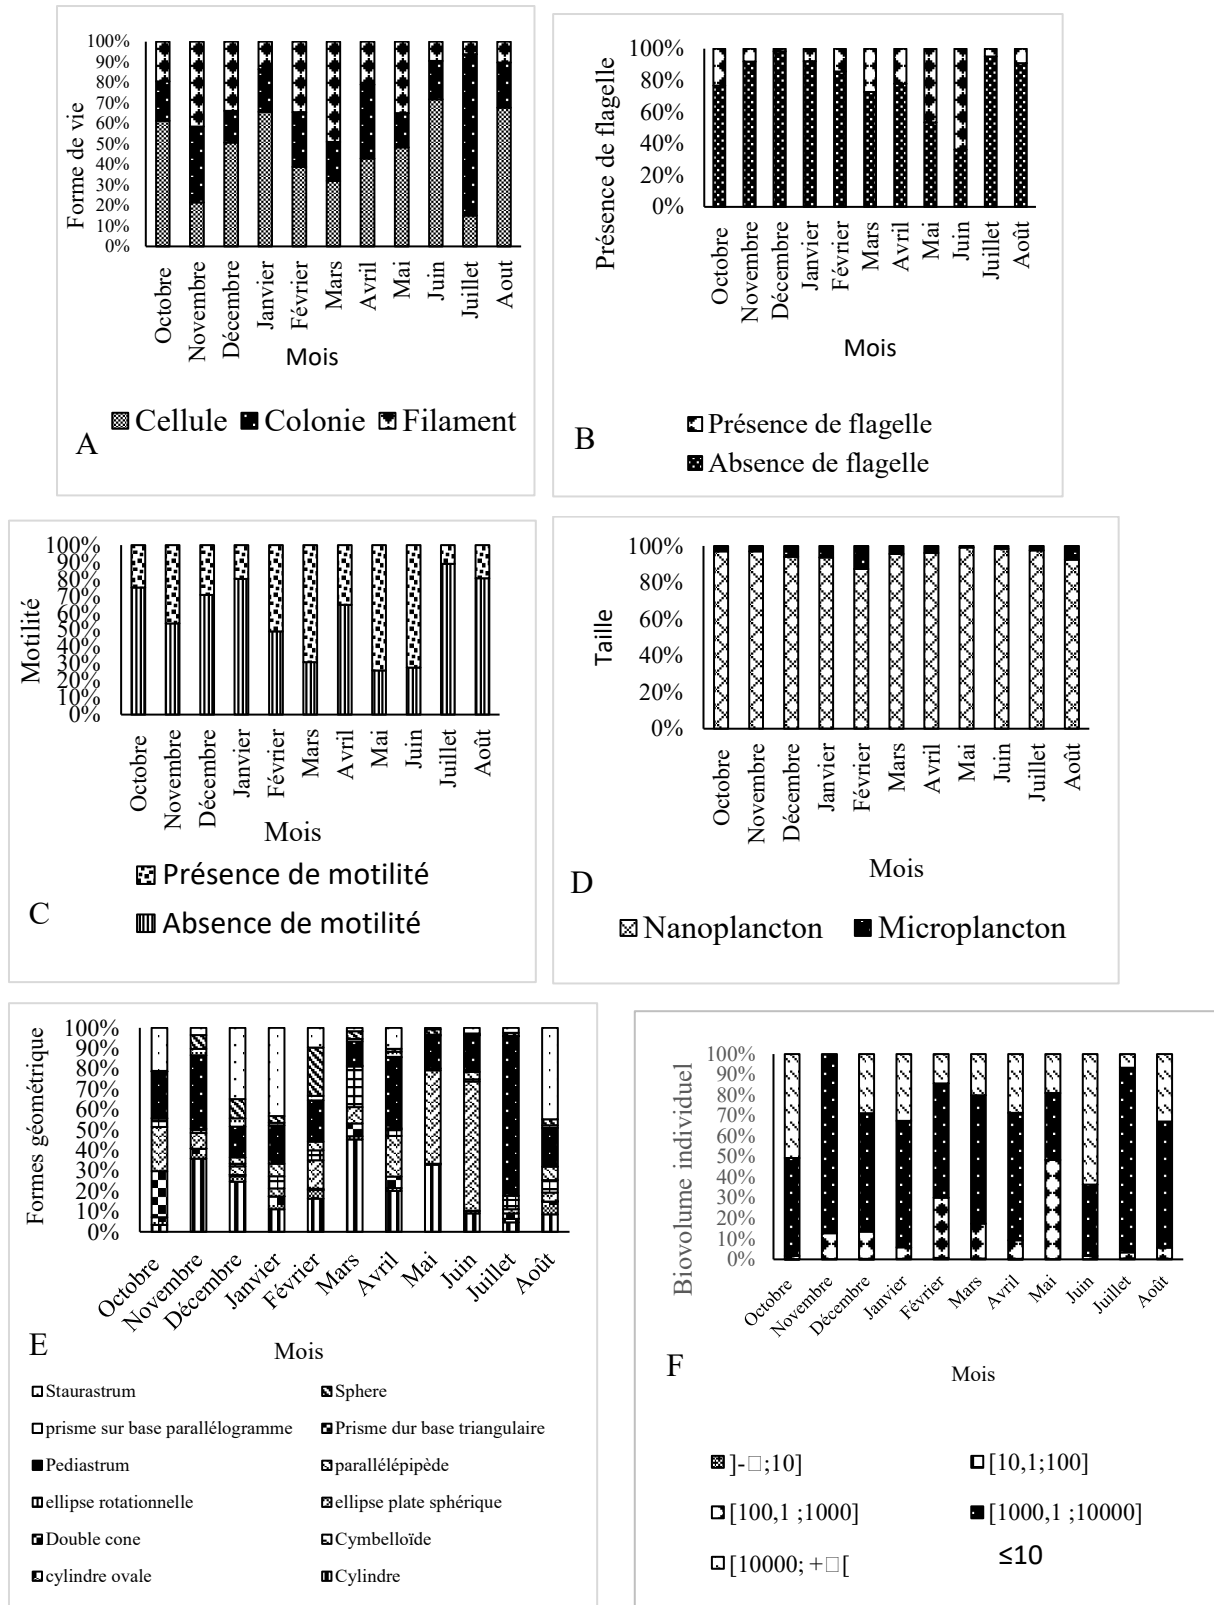 100%
90%
80%
70%
60%
50%
40%
30%
20%
10%
0%
Forme de vie
Octobre
Novembre
Décembre
Janvier
Février
Mars
Avril
Mai
Juin
Juillet
Aout
Mois
Cellule Colonie Filament
A
100%
80%
60%
40%
20%
0%
Présence de flagelle
Octobre
Novembre
Décembre
Janvier
Février
Mars
Avril
Mai
Juin
Juillet
Août
Mois
Présence de flagelle
Absence de flagelle
B
100%
90%
80%
70%
60%
50%
40%
30%
20%
10%
0%
Motilité
Octobre
Novembre
Décembre
Janvier
Février
Mars
Avril
Mai
Juin
Juillet
Août
Mois
Présence de motilité
Absence de motilité
C
100%
80%
60%
40%
20%
0%
Taille
Octobre
Novembre
Décembre
Janvier
Février
Mars
Avril
Mai
Juin
Juillet
Août
Mois
D
Nanoplancton Microplancton
100%
90%
80%
70%
60%
50%
40%
30%
20%
10%
0%
Formes géométrique
Octobre
Novembre
Décembre
Janvier
Février
Mars
Avril
Mai
Juin
Juillet
Août
E
Mois
Staurastrum Sphere
prisme sur base parallélogramme Prisme dur base triangulaire
Pediastrum parallélépipède
ellipse rotationnelle ellipse plate sphérique
Double cone Cymbelloïde
cylindre ovale Cylindre
100%
90%
80%
70%
60%
50%
40%
30%
20%
10%
0%
Biovolume individuel
Octobre
Novembre
Décembre
Janvier
Février
Mars
Avril
Mai
Juin
Juillet
Août
F
Mois
]-□;10] [10,1;100]
[100,1 ;1000] [1000,1 ;10000]
[10000; +□[ ≤10